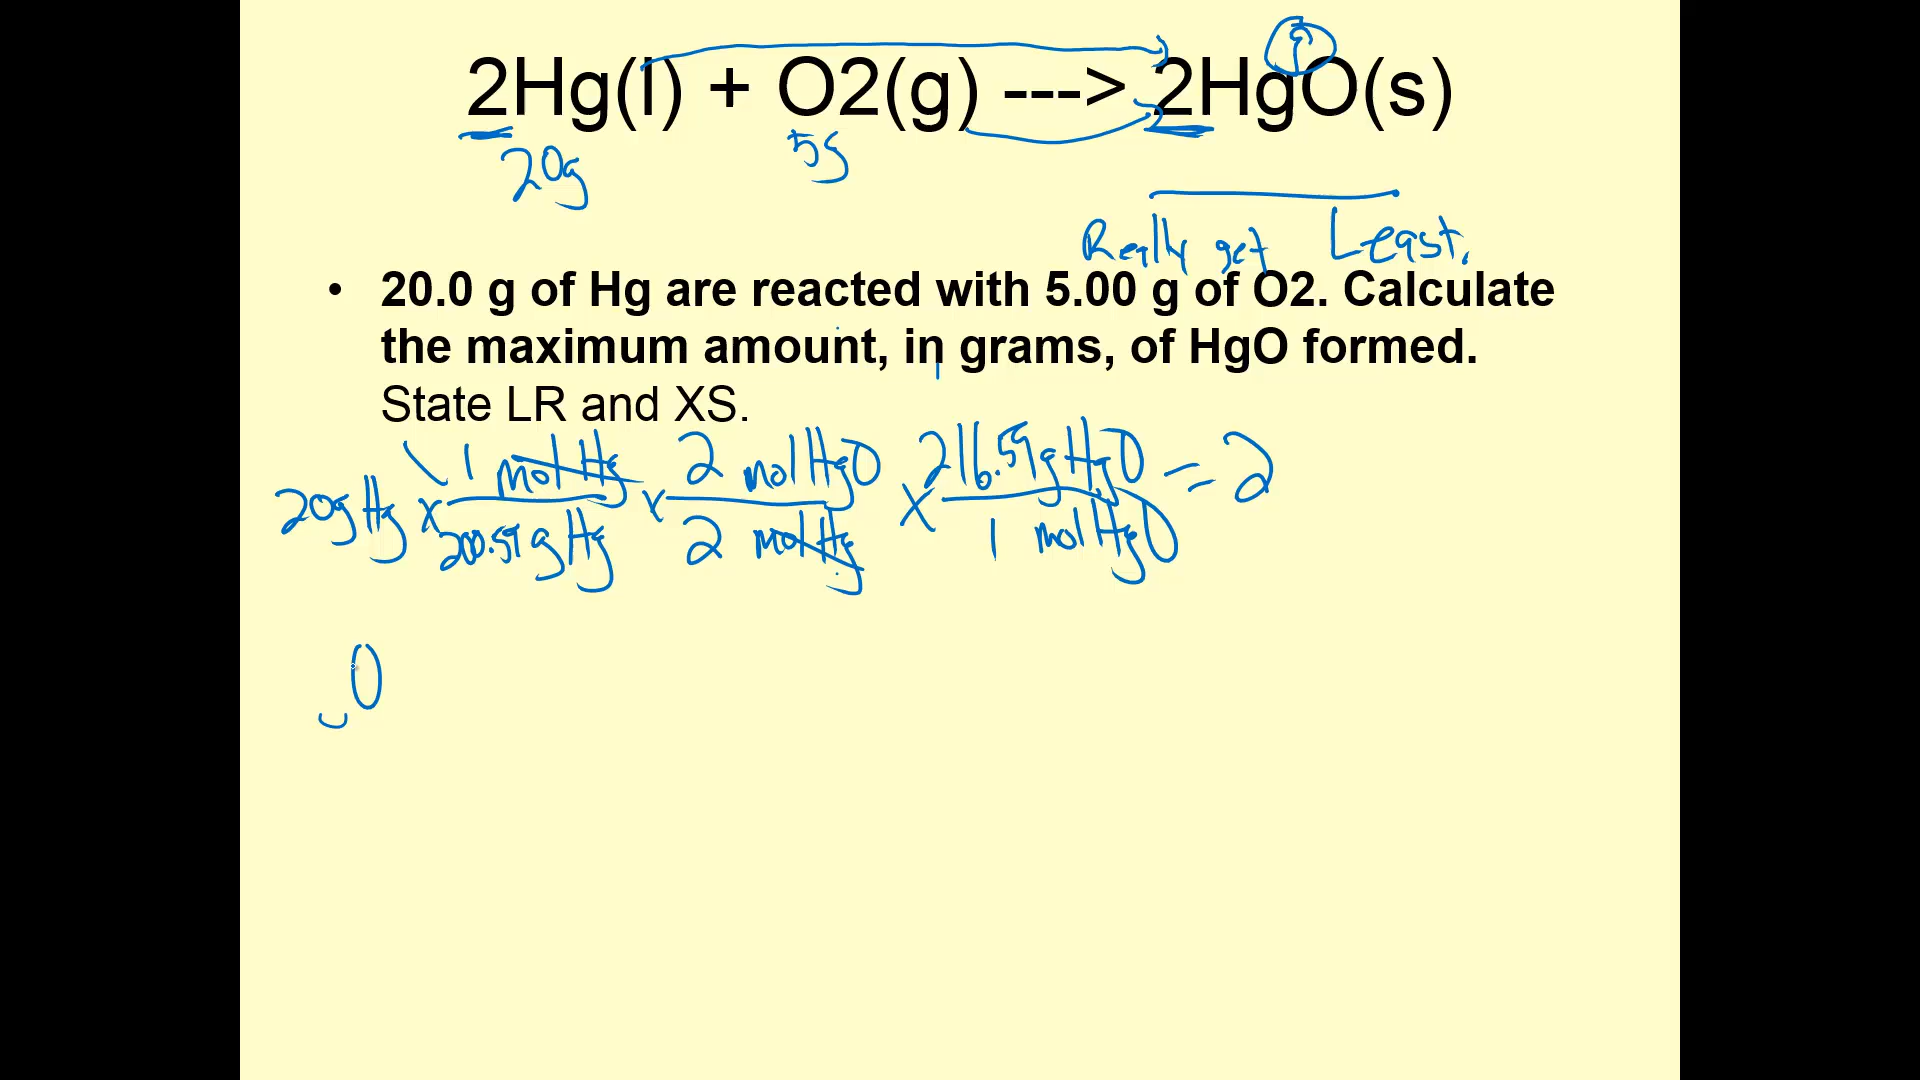 2Hg(l) + O2(g) ---> 2HgO(s)
20g 5g
Really get Least.
• 20.0 g of Hg are reacted with 5.00 g of O2. Calculate
the maximum amount, in grams, of HgO formed.
State LR and XS.
1 mol Hg 2 mol HgO 216.59 g HgO
20g Hg x x x = 2
200.59 g Hg 2 mol Hg 1 mol HgO
0